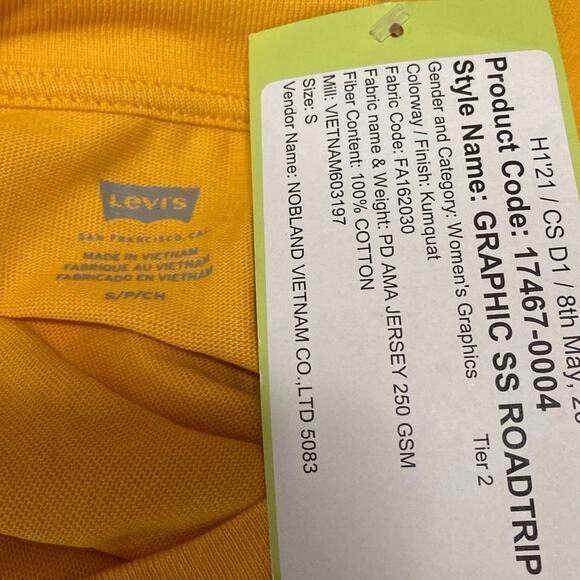 Levi's
SAN FRANCISCO, CAL
MADE IN VIETNAM
FABRIQUE AU VIETNAM
FABRICADO EN VIETNAM
S/P/CH
H1'21 / CS D1 / 8th May, 20
Product Code: 17467-0004
Style Name: GRAPHIC SS ROADTRIP
Tier 2
Gender and Category: Women's Graphics
Colorway / Finish: Kumquat
Fabric Code: FA162030
Fabric name & Weight: PD AMA JERSEY 250 GSM
Fiber Content: 100% COTTON
Mill: VIETNAM603197
Size: S
Vendor Name: NOBLAND VIETNAM CO.,LTD 5083